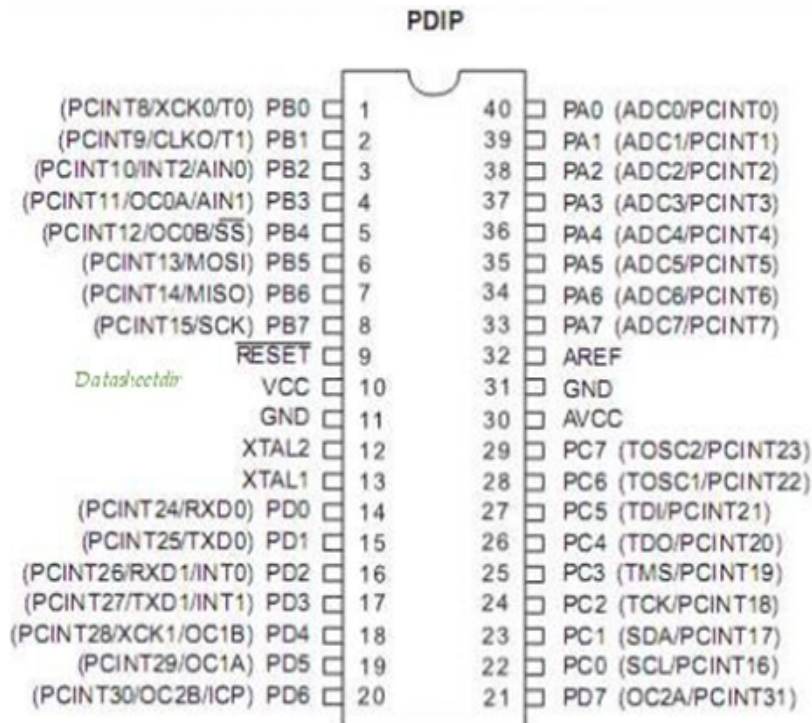 PDIP
(PCINT8/XCK0/T0) PB0 1 40 PA0 (ADC0/PCINT0)
(PCINT9/CLKO/T1) PB1 2 39 PA1 (ADC1/PCINT1)
(PCINT10/INT2/AIN0) PB2 3 38 PA2 (ADC2/PCINT2)
(PCINT11/OC0A/AIN1) PB3 4 37 PA3 (ADC3/PCINT3)
(PCINT12/OC0B/SS) PB4 5 36 PA4 (ADC4/PCINT4)
(PCINT13/MOSI) PB5 6 35 PA5 (ADC5/PCINT5)
(PCINT14/MISO) PB6 7 34 PA6 (ADC6/PCINT6)
(PCINT15/SCK) PB7 8 33 PA7 (ADC7/PCINT7)
RESET 9 32 AREF
Datasheetdir
VCC 10 31 GND
GND 11 30 AVCC
XTAL2 12 29 PC7 (TOSC2/PCINT23)
XTAL1 13 28 PC6 (TOSC1/PCINT22)
(PCINT24/RXD0) PD0 14 27 PC5 (TDI/PCINT21)
(PCINT25/TXD0) PD1 15 26 PC4 (TDO/PCINT20)
(PCINT26/RXD1/INT0) PD2 16 25 PC3 (TMS/PCINT19)
(PCINT27/TXD1/INT1) PD3 17 24 PC2 (TCK/PCINT18)
(PCINT28/XCK1/OC1B) PD4 18 23 PC1 (SDA/PCINT17)
(PCINT29/OC1A) PD5 19 22 PC0 (SCL/PCINT16)
(PCINT30/OC2B/ICP) PD6 20 21 PD7 (OC2A/PCINT31)